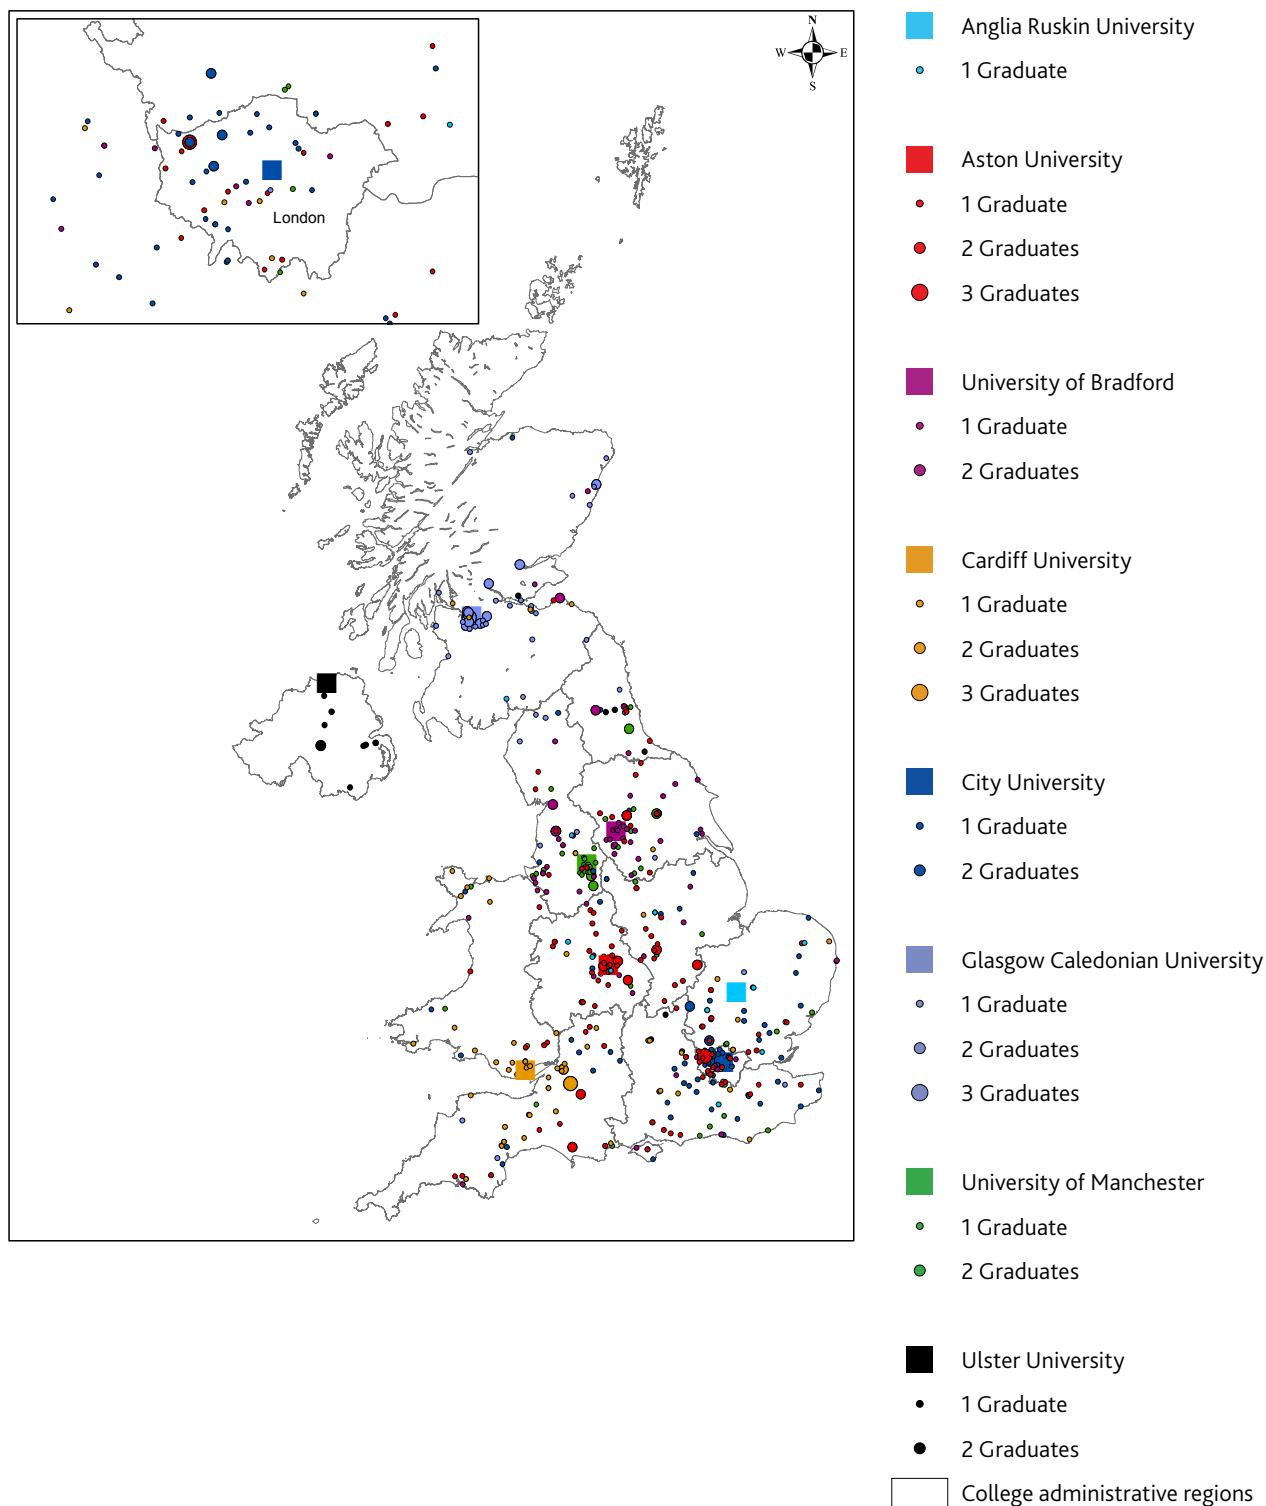 N
W E
S
London
Anglia Ruskin University
1 Graduate
Aston University
1 Graduate
2 Graduates
3 Graduates
University of Bradford
1 Graduate
2 Graduates
Cardiff University
1 Graduate
2 Graduates
3 Graduates
City University
1 Graduate
2 Graduates
Glasgow Caledonian University
1 Graduate
2 Graduates
3 Graduates
University of Manchester
1 Graduate
2 Graduates
Ulster University
1 Graduate
2 Graduates
College administrative regions